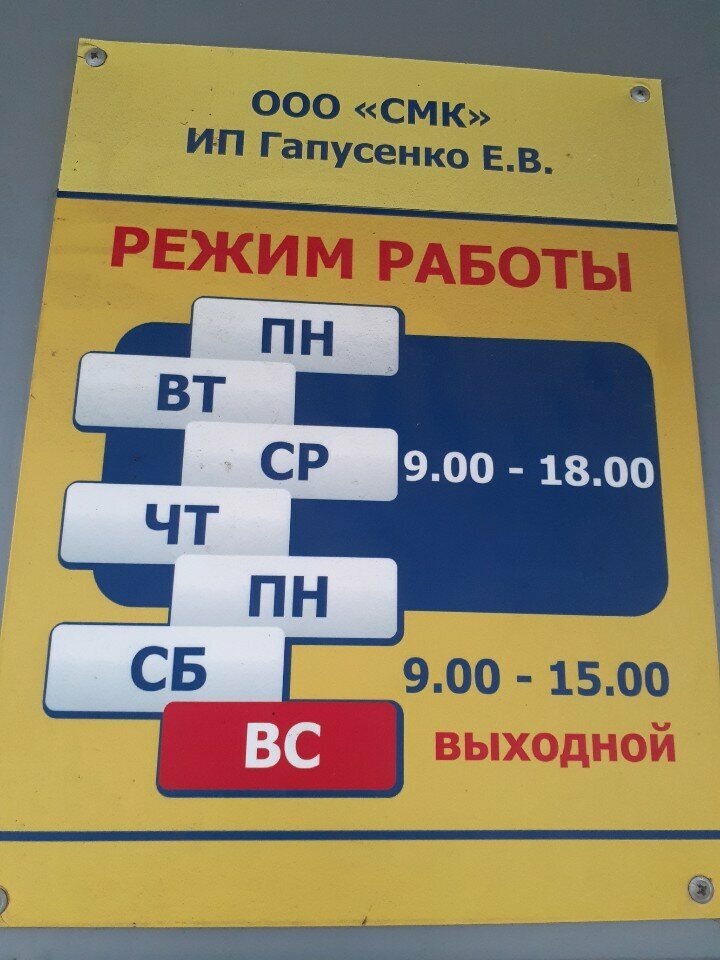 ООО «СМК»
ИП Гапусенко Е.В.
РЕЖИМ РАБОТЫ
ПН
ВТ
СР 9.00 - 18.00
ЧТ
ПН
СБ 9.00 - 15.00
ВС выходной